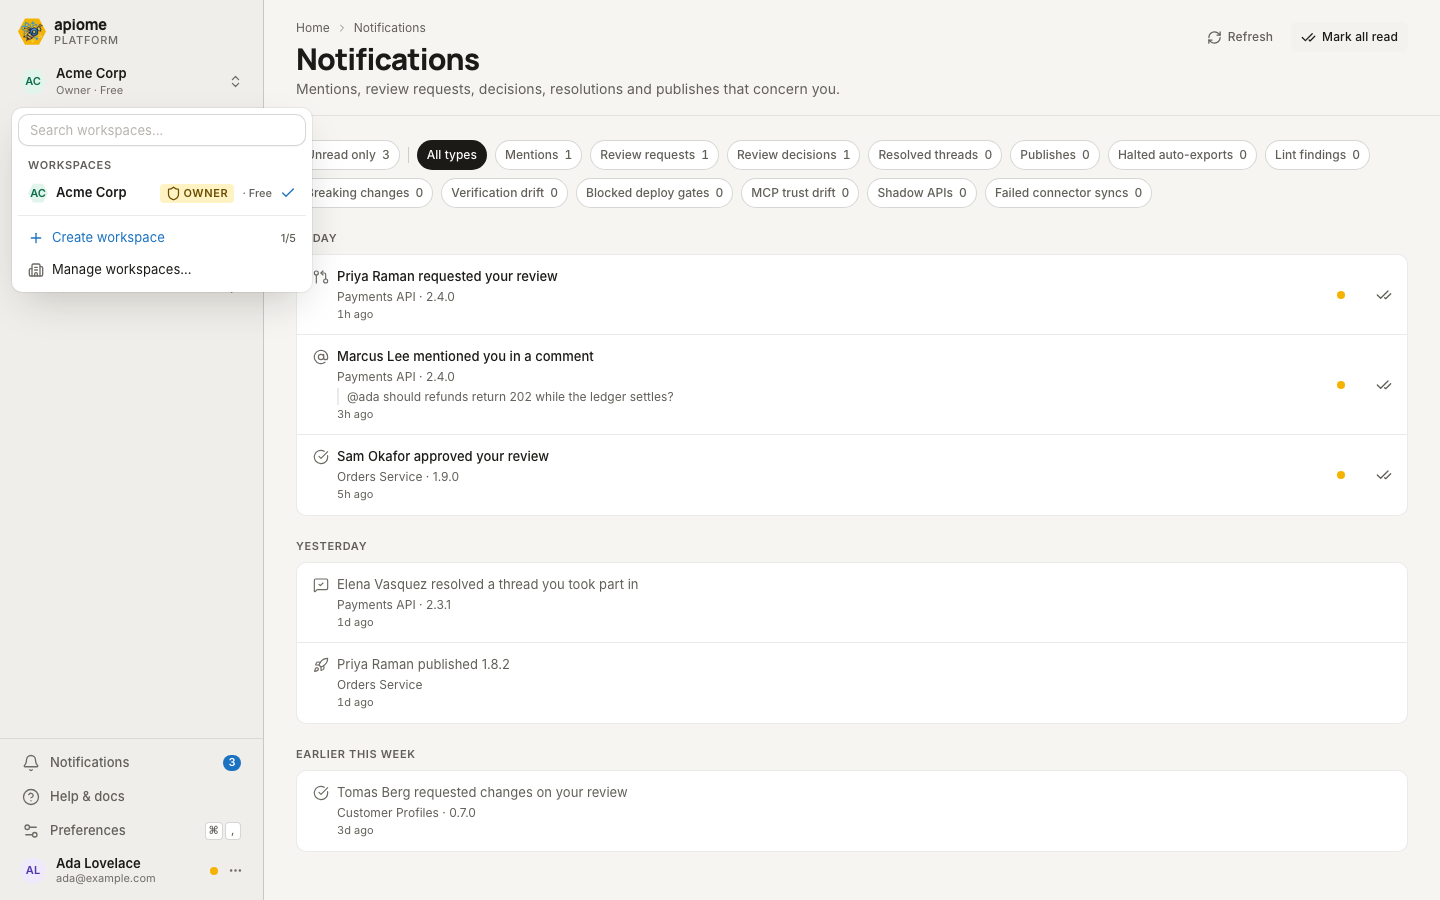 apiome
PLATFORM
AC
Acme Corp
Owner · Free
Search workspaces...
WORKSPACES
AC Acme Corp OWNER · Free
Create workspace 1/5
Manage workspaces...
Notifications 3
Help & docs
Preferences ⌘ ,
AL
Ada Lovelace
ada@example.com
Home Notifications
Notifications
Mentions, review requests, decisions, resolutions and publishes that concern you.
Refresh
Mark all read
Unread only 3 All types Mentions 1 Review requests 1 Review decisions 1 Resolved threads 0 Publishes 0 Halted auto-exports 0 Lint findings 0
Breaking changes 0 Verification drift 0 Blocked deploy gates 0 MCP trust drift 0 Shadow APIs 0 Failed connector syncs 0
DAY
Priya Raman requested your review
Payments API · 2.4.0
1h ago
Marcus Lee mentioned you in a comment
Payments API · 2.4.0
@ada should refunds return 202 while the ledger settles?
3h ago
Sam Okafor approved your review
Orders Service · 1.9.0
5h ago
YESTERDAY
Elena Vasquez resolved a thread you took part in
Payments API · 2.3.1
1d ago
Priya Raman published 1.8.2
Orders Service
1d ago
EARLIER THIS WEEK
Tomas Berg requested changes on your review
Customer Profiles · 0.7.0
3d ago